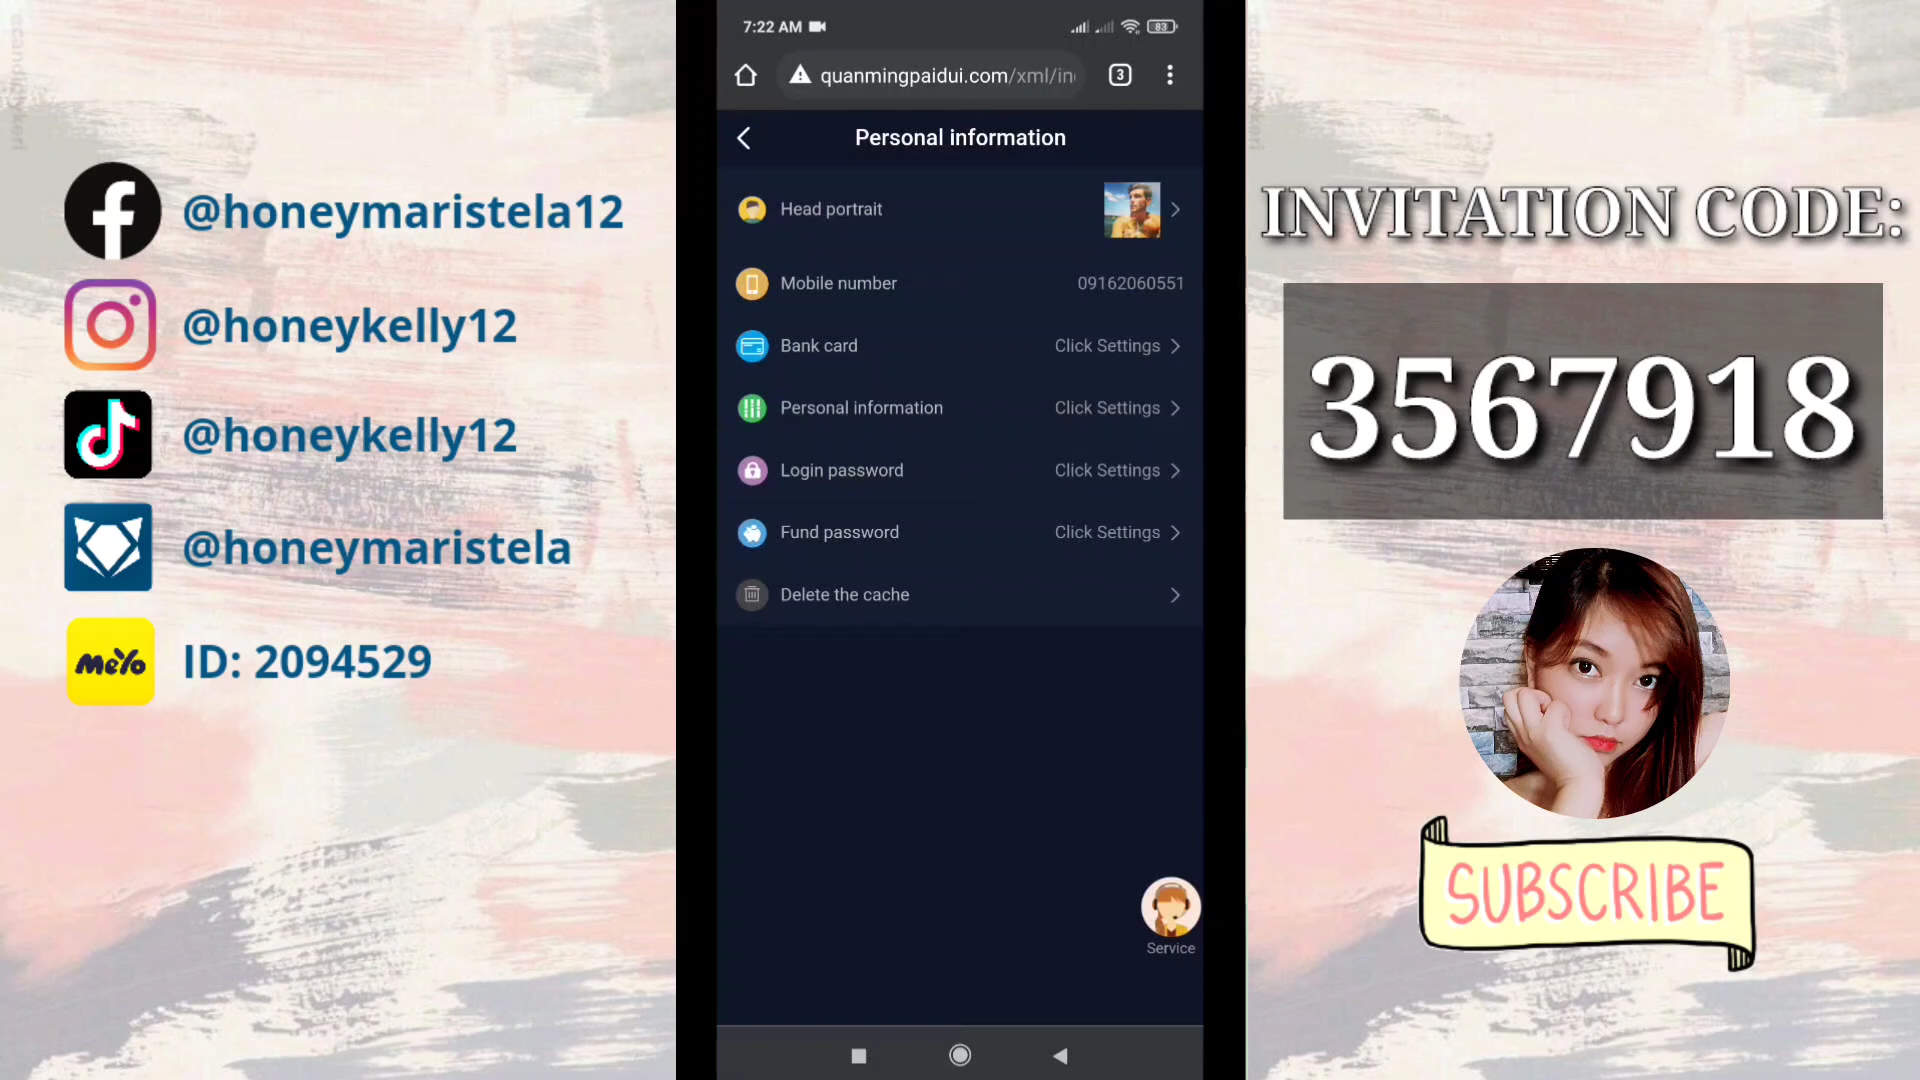 @honeymaristela12
@honeykelly12
@honeykelly12
@honeymaristela
MeYo
ID: 2094529
7:22 AM
83
quanmingpaidui.com/xml/in
3
Personal information
Head portrait
Mobile number 09162060551
Bank card Click Settings
Personal information Click Settings
Login password Click Settings
Fund password Click Settings
Delete the cache
Service
INVITATION CODE:
3567918
SUBSCRIBE